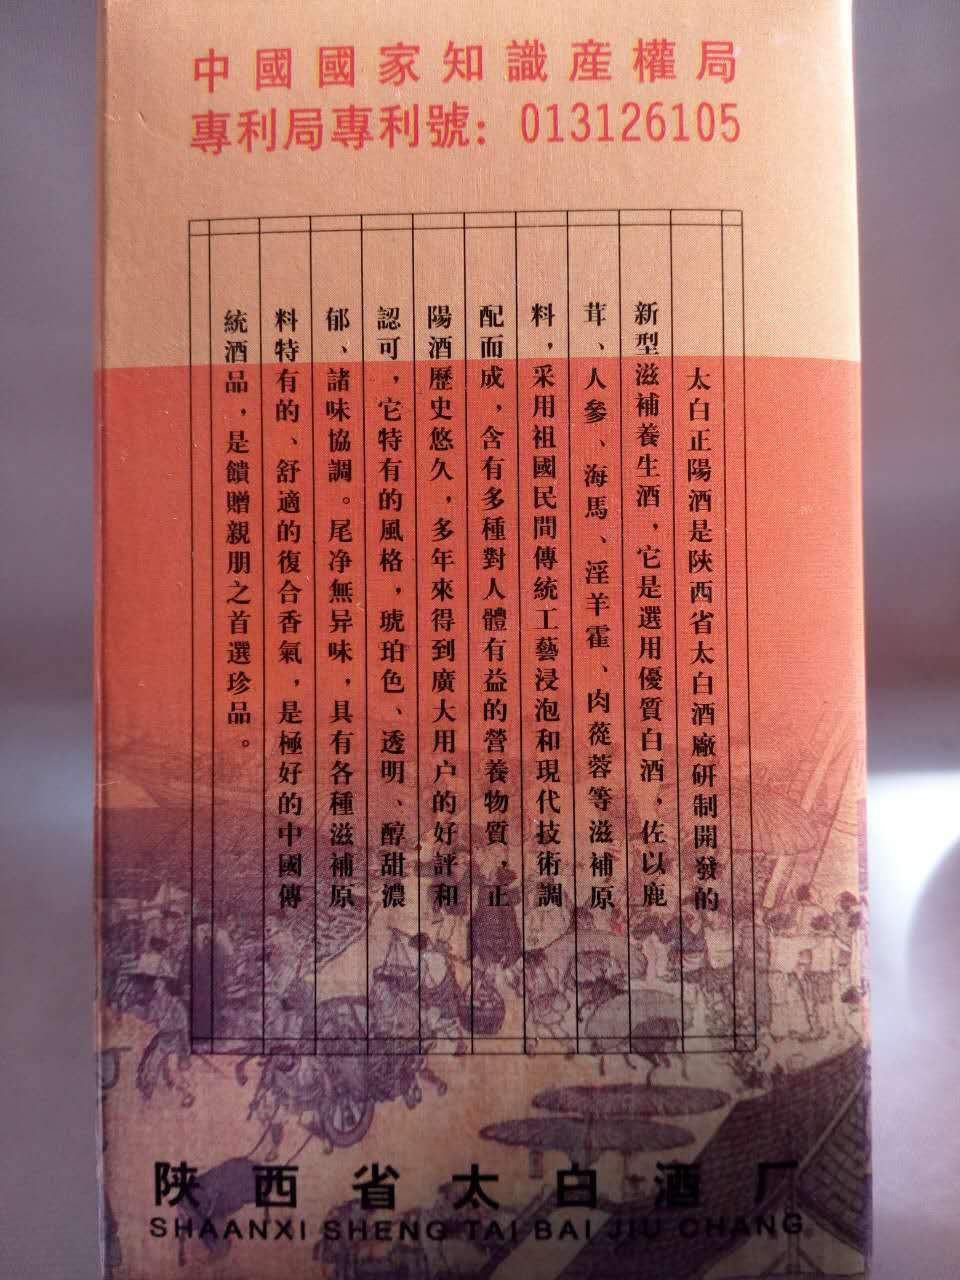 中國國家知識産權局
專利局專利號：013126105
太白正陽酒是陝西省太白酒廠研制開發的
新型滋補養生酒，它是選用優質白酒，佐以鹿
茸、人參、海馬、淫羊霍、肉蓯蓉等滋補原
料，采用祖國民間傳統工藝浸泡和現代技術調
配而成，含有多種對人體有益的營養物質，正
陽酒歷史悠久，多年來得到廣大用户的好評和
認可，它特有的風格，琥珀色、透明、醇甜濃
郁、諸味協調。尾净無异味，具有各種滋補原
料特有的、舒適的復合香氣，是極好的中國傳
統酒品，是饋贈親朋之首選珍品。
陕西省太白酒厂
SHAANXI SHENG TAI BAI JIU CHANG